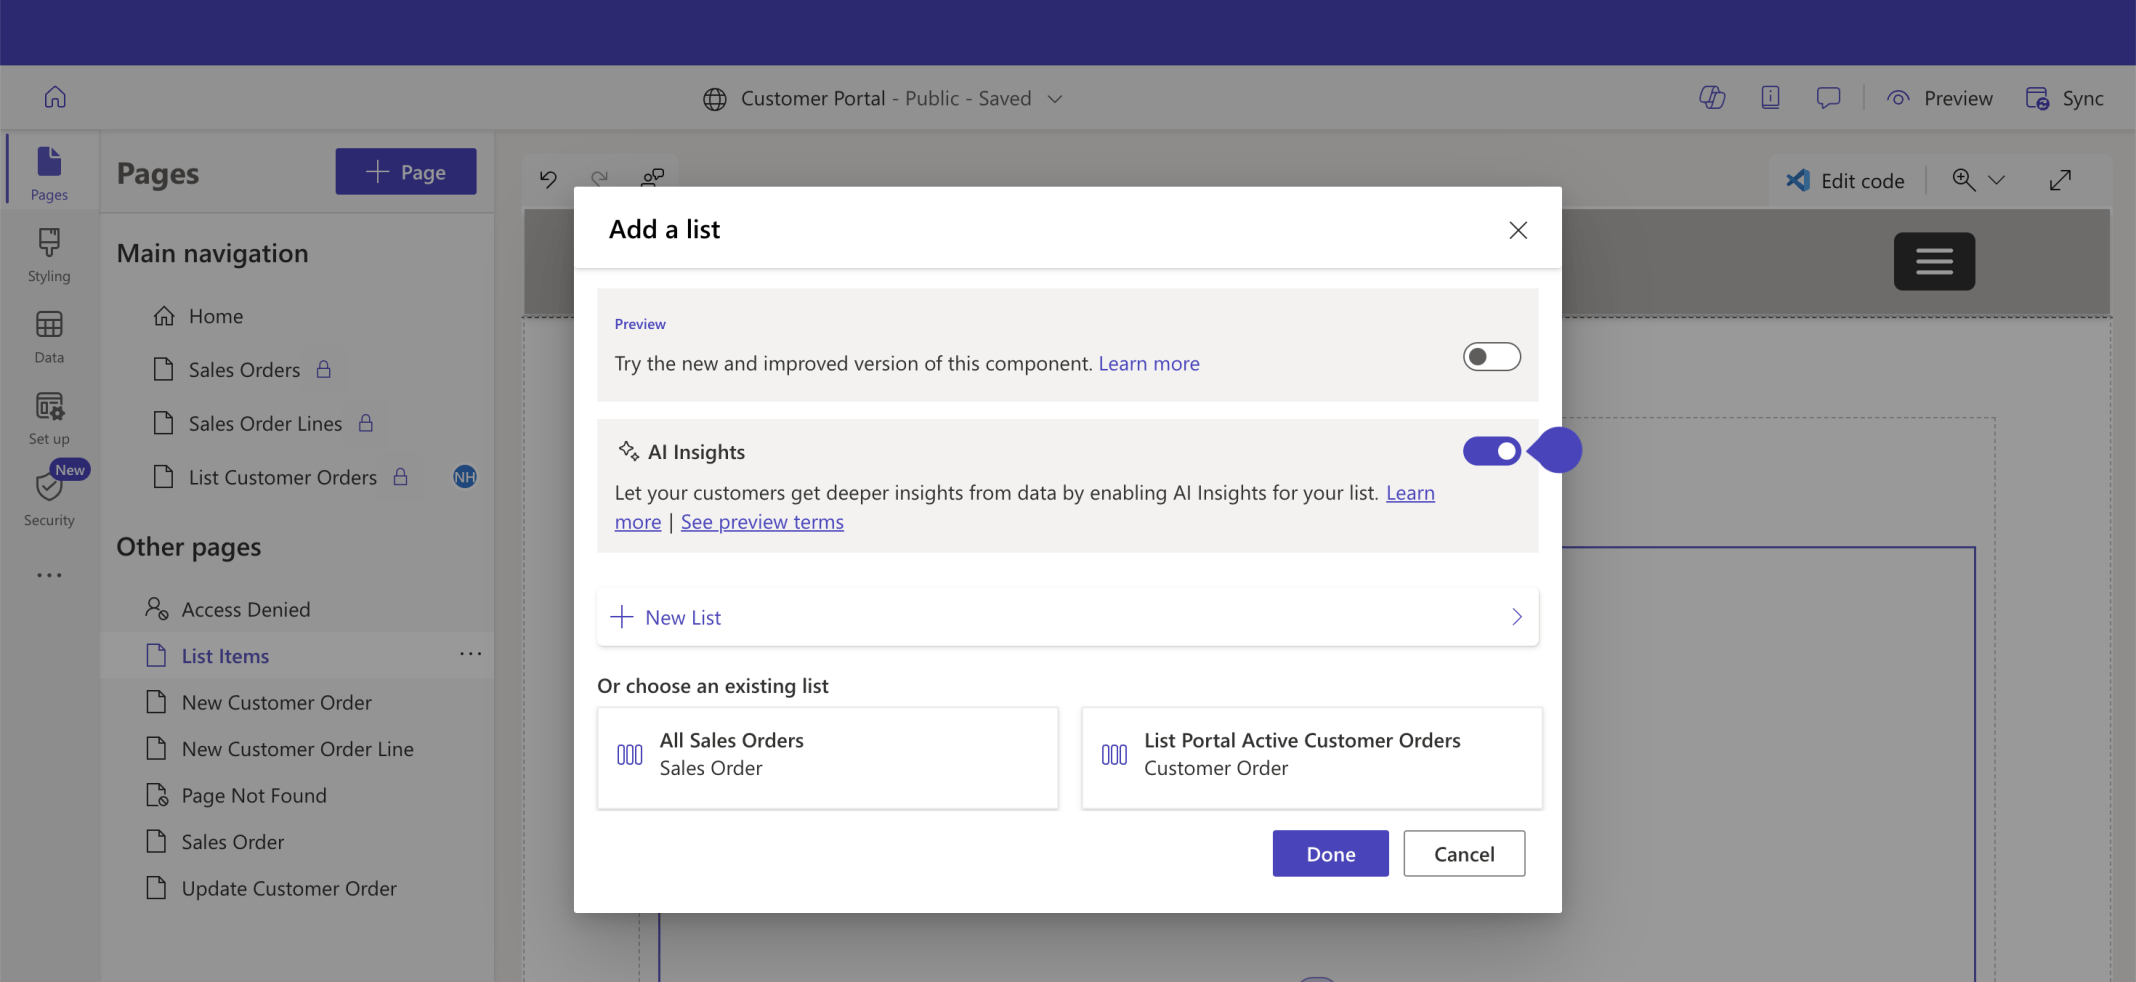 Customer Portal - Public - Saved
Preview
Sync
Pages
Styling
Data
Set up
New
Security
Pages
Page
Main navigation
Home
Sales Orders
Sales Order Lines
List Customer Orders
NH
Other pages
Access Denied
List Items
New Customer Order
New Customer Order Line
Page Not Found
Sales Order
Update Customer Order
Edit code
Add a list
Preview
Try the new and improved version of this component. Learn more
AI Insights
Let your customers get deeper insights from data by enabling AI Insights for your list. Learn
more | See preview terms
New List
Or choose an existing list
All Sales Orders
Sales Order
List Portal Active Customer Orders
Customer Order
Done
Cancel